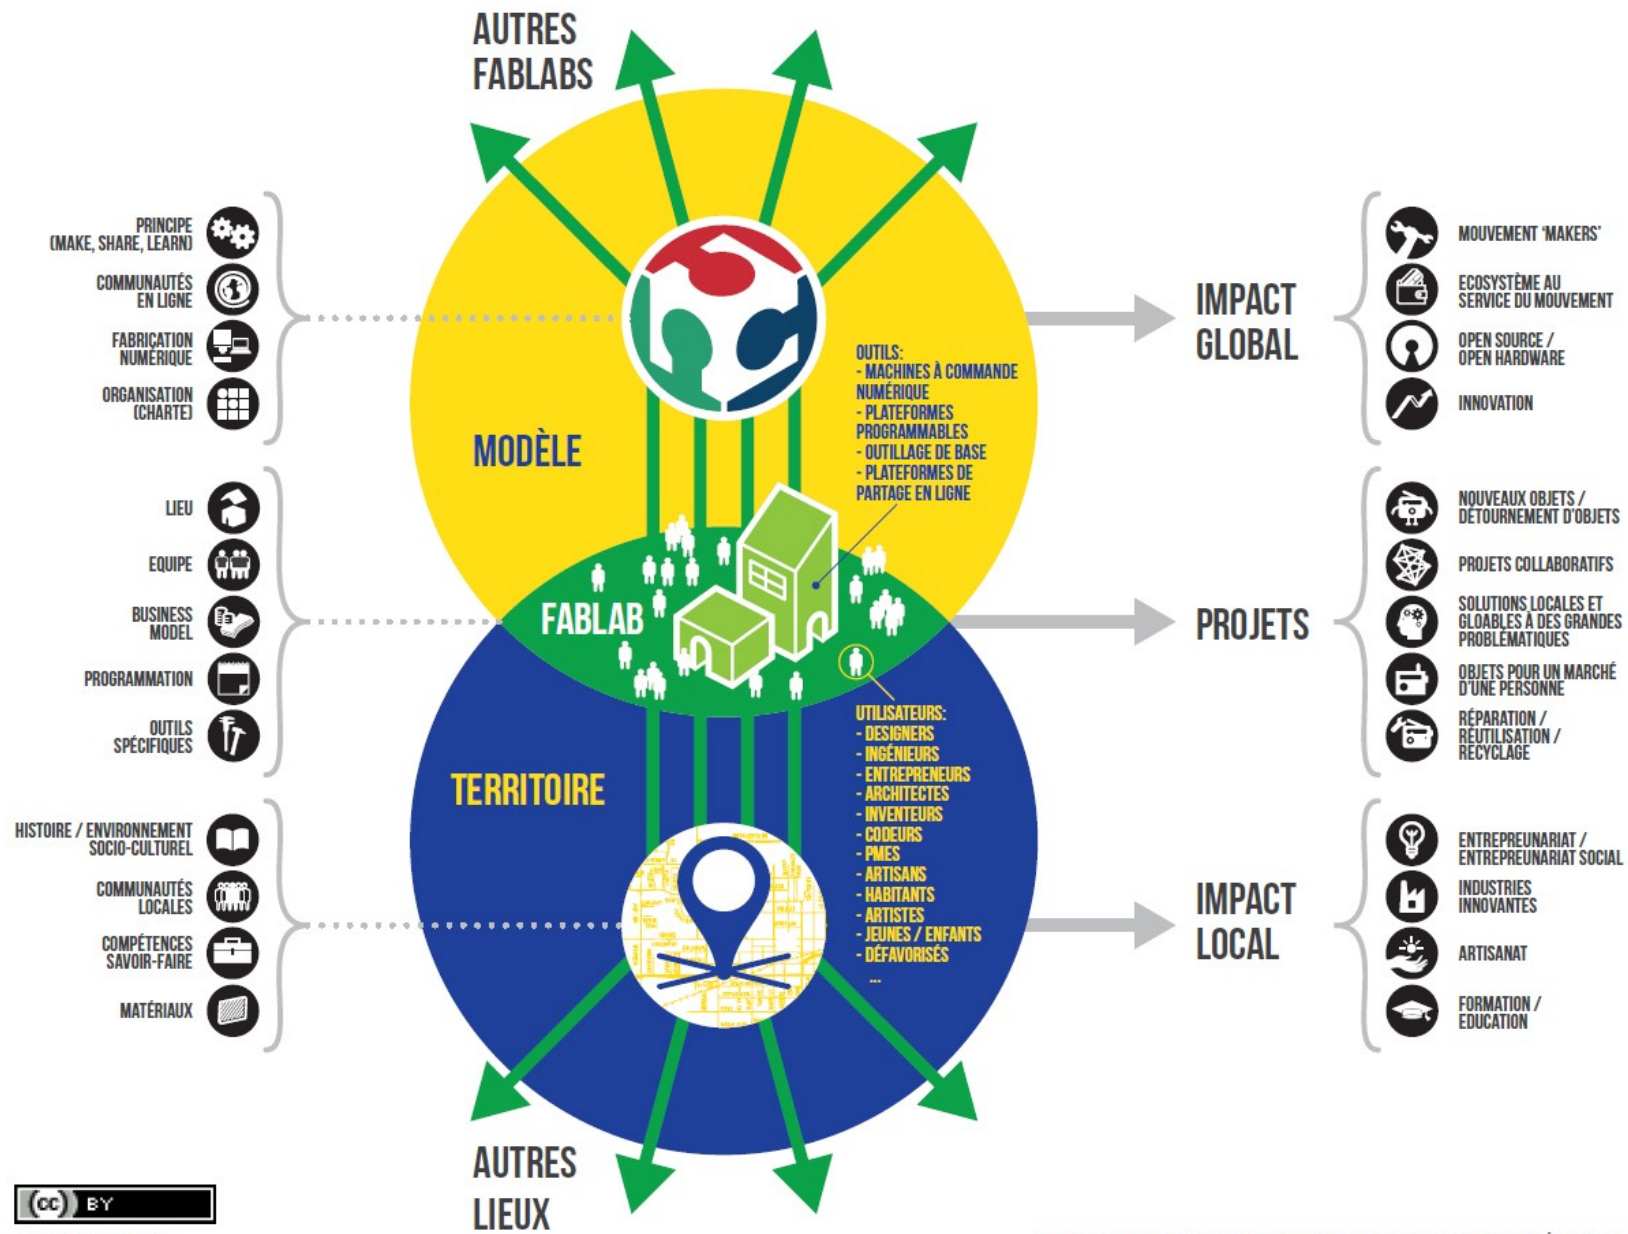 AUTRES
FABLABS
PRINCIPE
(MAKE, SHARE, LEARN)
COMMUNAUTÉS
EN LIGNE
FABRICATION
NUMÉRIQUE
ORGANISATION
(CHARTE)
LIEU
EQUIPE
BUSINESS
MODEL
PROGRAMMATION
OUTILS
SPÉCIFIQUES
HISTOIRE / ENVIRONNEMENT
SOCIO-CULTUREL
COMMUNAUTÉS
LOCALES
COMPÉTENCES
SAVOIR-FAIRE
MATÉRIAUX
MODÈLE
OUTILS:
- MACHINES À COMMANDE
NUMÉRIQUE
- PLATEFORMES
PROGRAMMABLES
- OUTILLAGE DE BASE
- PLATEFORMES DE
PARTAGE EN LIGNE
FABLAB
TERRITOIRE
UTILISATEURS:
- DESIGNERS
- INGÉNIEURS
- ENTREPRENEURS
- ARCHITECTES
- INVENTEURS
- CODEURS
- PMES
- ARTISANS
- HABITANTS
- ARTISTES
- JEUNES / ENFANTS
- DÉFAVORISÉS
...
IMPACT
GLOBAL
MOUVEMENT ‘MAKERS’
ECOSYSTÈME AU
SERVICE DU MOUVEMENT
OPEN SOURCE /
OPEN HARDWARE
INNOVATION
PROJETS
NOUVEAUX OBJETS /
DÉTOURNEMENT D'OBJETS
PROJETS COLLABORATIFS
SOLUTIONS LOCALES ET
GLOABLES À DES GRANDES
PROBLÉMATIQUES
OBJETS POUR UN MARCHÉ
D'UNE PERSONNE
RÉPARATION /
RÉUTILISATION /
RECYCLAGE
IMPACT
LOCAL
ENTREPREUNARIAT /
ENTREPREUNARIAT SOCIAL
INDUSTRIES
INNOVANTES
ARTISANAT
FORMATION /
EDUCATION
AUTRES
LIEUX
(cc) BY